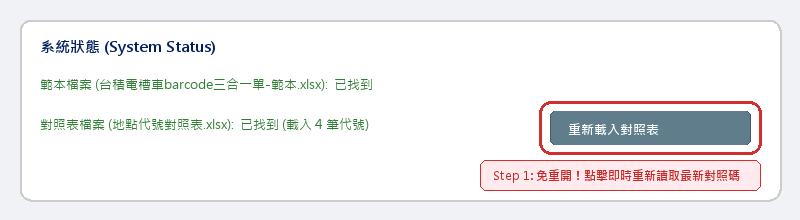 系統狀態 (System Status)
範本檔案 (台積電槽車barcode三合一單-範本.xlsx): 已找到
對照表檔案 (地點代號對照表.xlsx): 已找到 (載入 4 筆代號)
重新載入對照表
Step 1: 免重開！點擊即時重新讀取最新對照碼